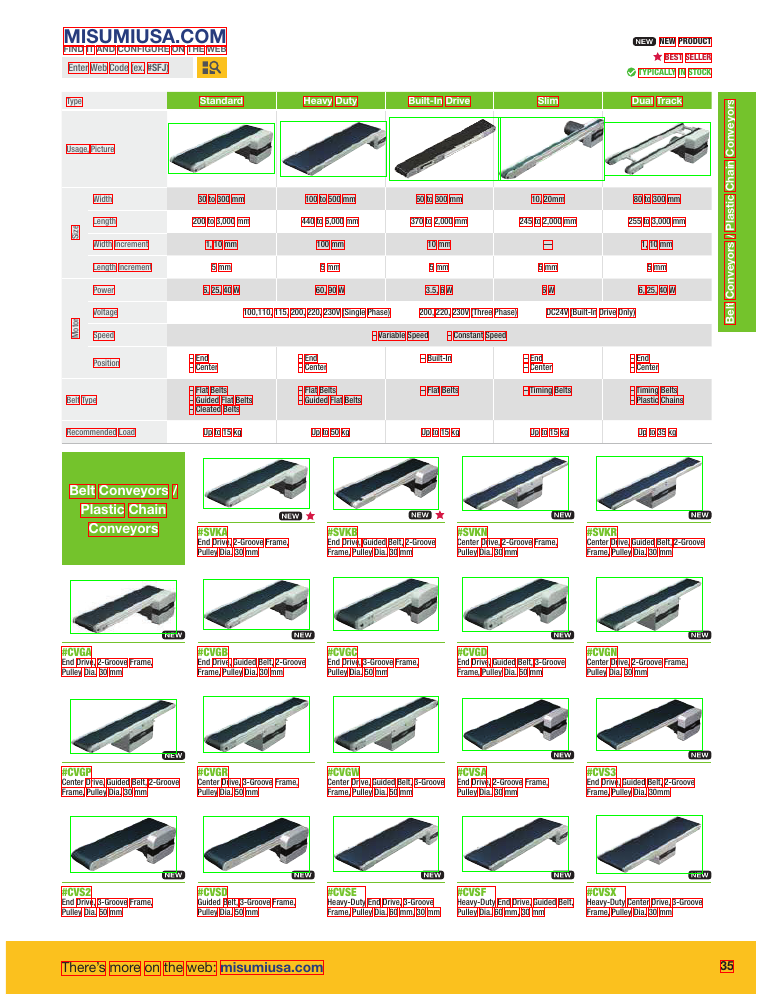 MISUMIUSA.COM
FIND IT AND CONFIGURE ON THE WEB
Enter Web Code (ex. #SFJ)
NEW NEW PRODUCT
BEST SELLER
TYPICALLY IN STOCK
Type Standard Heavy Duty Built-In Drive Slim Dual Track
Usage, Picture
Size
Width 30 to 300 mm 100 to 500 mm 50 to 300 mm 10, 20mm 80 to 300 mm
Length 200 to 3,000 mm 440 to 5,000 mm 370 to 2,000 mm 245 to 2,000 mm 255 to 3,000 mm
Width Increment 1, 10 mm 100 mm 10 mm — 1, 10 mm
Length Increment 5 mm 5 mm 5 mm 5 mm 5 mm
Motor
Power 6, 25, 40 W 60, 90 W 3.5, 6 W 6 W 6, 25, 40 W
Voltage 100,110, 115, 200, 220, 230V (Single Phase) 200, 220, 230V (Three Phase) DC24V (Built-In Drive Only)
Speed – Variable Speed – Constant Speed
Position – End – End – Built-In – End – End
– Center – Center – Center – Center
Belt Type – Flat Belts – Flat Belts – Flat Belts – Timing Belts – Timing Belts
– Guided Flat Belts – Guided Flat Belts – Plastic Chains
– Cleated Belts
Recommended Load Up to 15 kg Up to 50 kg Up to 15 kg Up to 15 kg Up to 35 kg
Belt Conveyors / Plastic Chain Conveyors
Belt Conveyors /
Plastic Chain
Conveyors
NEW
#SVKA
End Drive, 2-Groove Frame,
Pulley Dia. 30 mm
NEW
#SVKB
End Drive, Guided Belt, 2-Groove
Frame, Pulley Dia. 30 mm
NEW
#SVKN
Center Drive, 2-Groove Frame,
Pulley Dia. 30 mm
NEW
#SVKR
Center Drive, Guided Belt, 2-Groove
Frame, Pulley Dia. 30 mm
NEW
#CVGA
End Drive, 2-Groove Frame,
Pulley Dia. 30 mm
NEW
#CVGB
End Drive, Guided Belt, 2-Groove
Frame, Pulley Dia. 30 mm
#CVGC
End Drive, 3-Groove Frame,
Pulley Dia. 50 mm
NEW
#CVGD
End Drive, Guided Belt, 3-Groove
Frame, Pulley Dia. 50 mm
NEW
#CVGN
Center Drive, 2-Groove Frame,
Pulley Dia. 30 mm
NEW
#CVGP
Center Drive, Guided Belt, 2-Groove
Frame, Pulley Dia. 30 mm
#CVGR
Center Drive, 3-Groove Frame,
Pulley Dia. 50 mm
#CVGW
Center Drive, Guided Belt, 3-Groove
Frame, Pulley Dia. 50 mm
NEW
#CVSA
End Drive, 2-Groove Frame,
Pulley Dia. 30 mm
NEW
#CVS3
End Drive, Guided Belt, 2-Groove
Frame, Pulley Dia. 30mm
NEW
#CVS2
End Drive, 3-Groove Frame,
Pulley Dia. 50 mm
NEW
#CVSD
Guided Belt, 3-Groove Frame,
Pulley Dia. 50 mm
NEW
#CVSE
Heavy-Duty End Drive, 3-Groove
Frame, Pulley Dia. 50 mm, 30 mm
NEW
#CVSF
Heavy-Duty End Drive, Guided Belt,
Pulley Dia. 50 mm, 30 mm
NEW
#CVSX
Heavy-Duty Center Drive, 3-Groove
Frame, Pulley Dia. 30 mm
There's more on the web: misumiusa.com
35